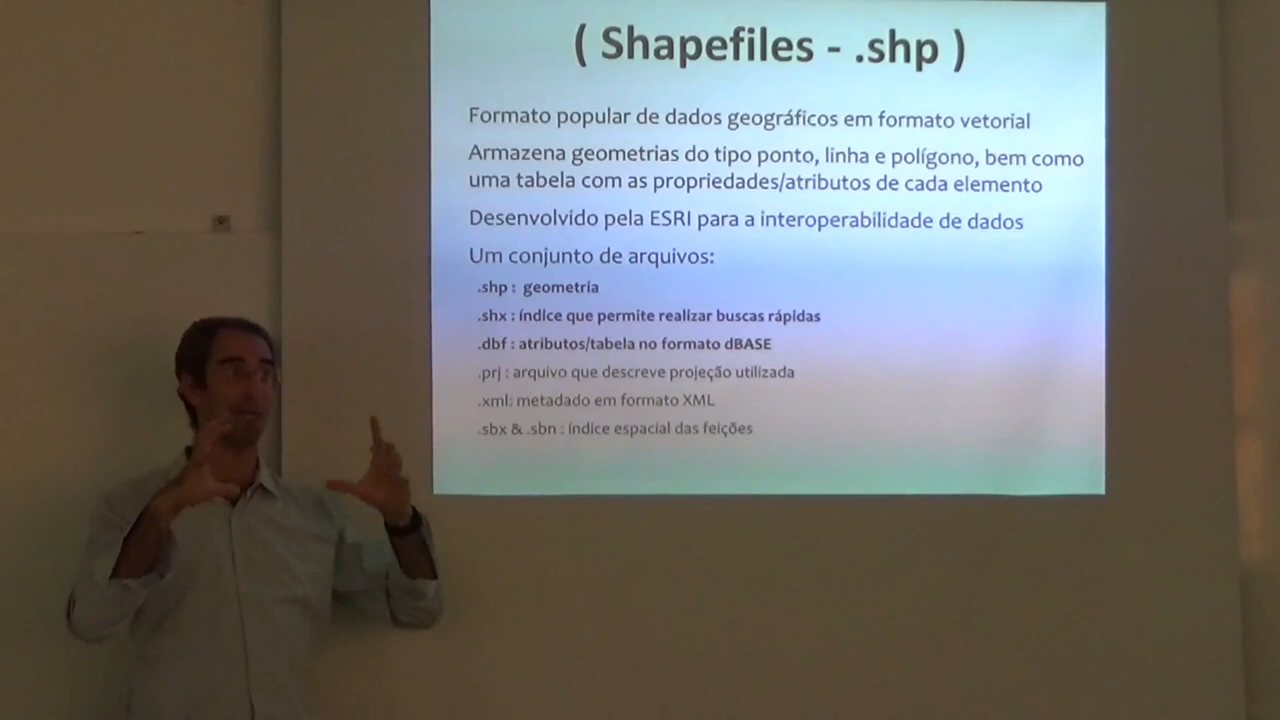 ( Shapefiles - .shp )
Formato popular de dados geográficos em formato vetorial
Armazena geometrias do tipo ponto, linha e polígono, bem como
uma tabela com as propriedades/atributos de cada elemento
Desenvolvido pela ESRI para a interoperabilidade de dados
Um conjunto de arquivos:
.shp : geometria
.shx : índice que permite realizar buscas rápidas
.dbf : atributos/tabela no formato dBASE
.prj : arquivo que descreve projeção utilizada
.xml: metadado em formato XML
.sbx & .sbn : índice espacial das feições